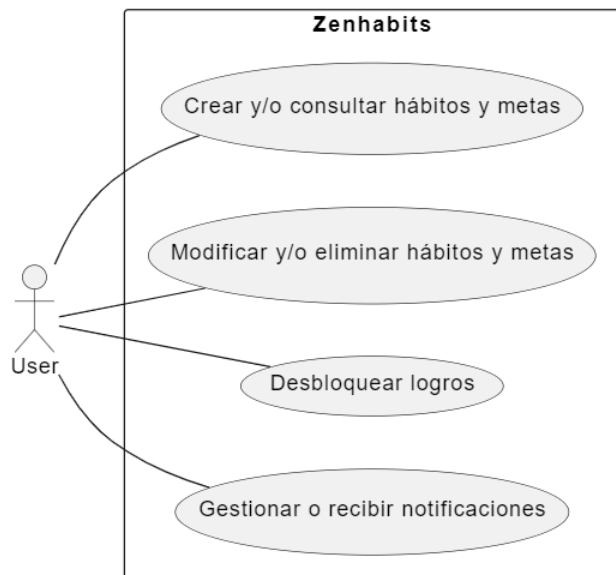 Zenhabits
Crear y/o consultar hábitos y metas
Modificar y/o eliminar hábitos y metas
User
Desbloquear logros
Gestionar o recibir notificaciones